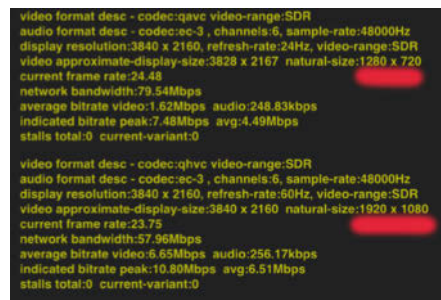 video format desc - codec:qavc video-range:SDR
audio format desc - codec:ec-3 , channels:6, sample-rate:48000Hz
display resolution:3840 x 2160, refresh-rate:24Hz, video-range:SDR
video approximate-display-size:3828 x 2167 natural-size:1280 x 720
current frame rate:24.48
network bandwidth:79.54Mbps
average bitrate video:1.62Mbps audio:248.83kbps
indicated bitrate peak:7.48Mbps avg:4.49Mbps
stalls total:0 current-variant:0
video format desc - codec:qhvc video-range:SDR
audio format desc - codec:ec-3 , channels:6, sample-rate:48000Hz
display resolution:3840 x 2160, refresh-rate:60Hz, video-range:SDR
video approximate-display-size:3840 x 2160 natural-size:1920 x 1080
current frame rate:23.75
network bandwidth:57.96Mbps
average bitrate video:6.65Mbps audio:256.17kbps
indicated bitrate peak:10.80Mbps avg:6.51Mbps
stalls total:0 current-variant:0